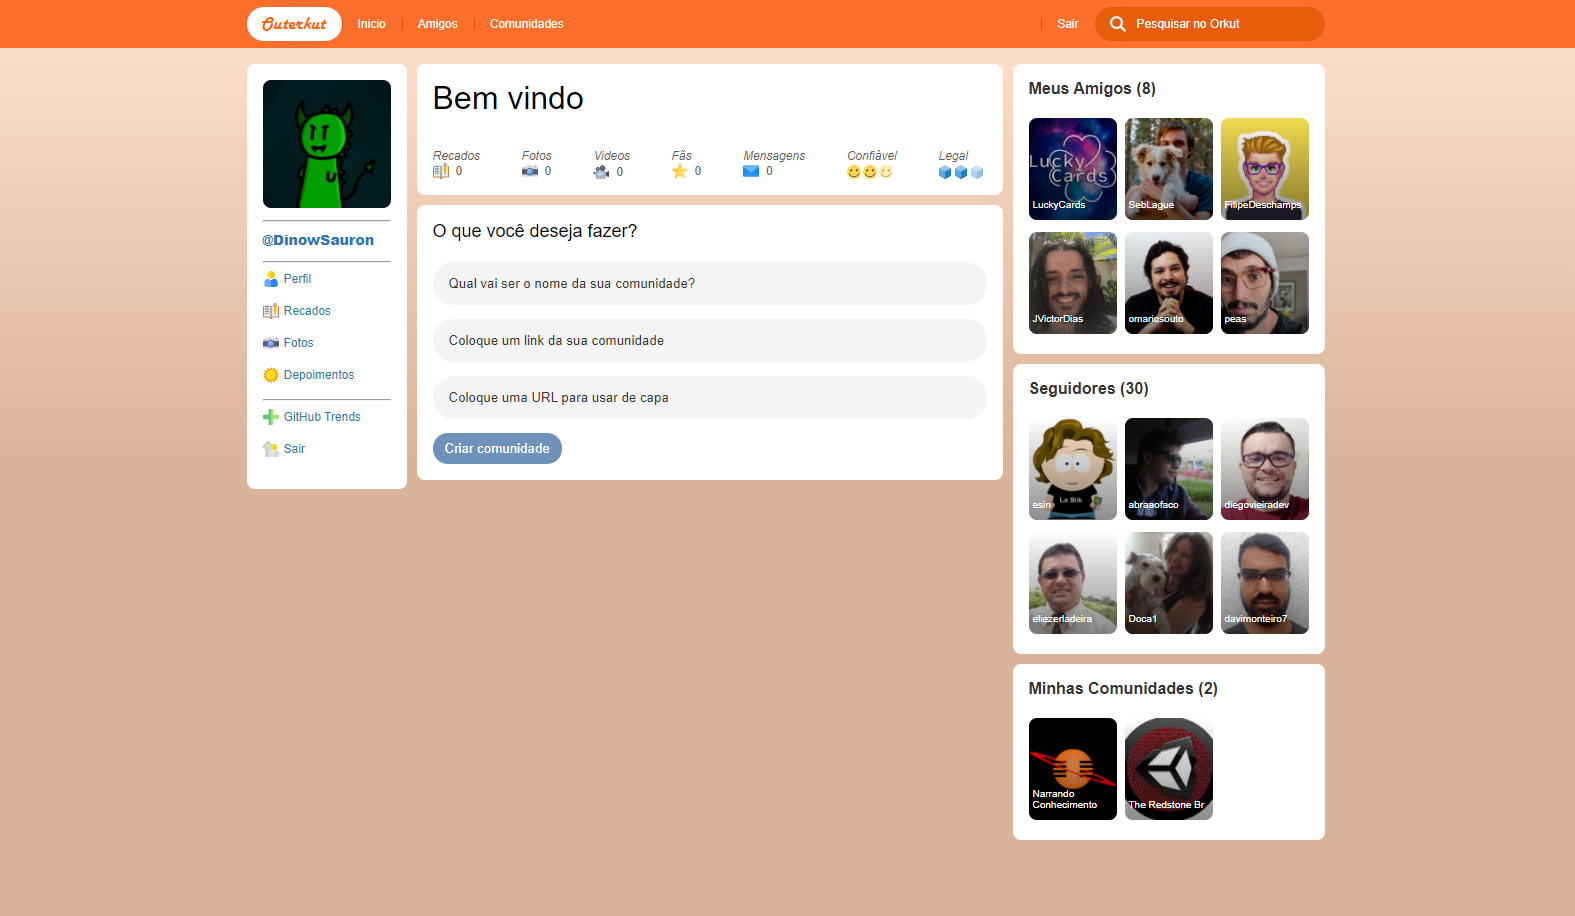 Outerkut
Inicio
Amigos
Comunidades
Sair
Pesquisar no Orkut
@DinowSauron
Perfil
Recados
Fotos
Depoimentos
GitHub Trends
Sair
Bem vindo
Recados
Fotos
Videos
Fãs
Mensagens
Confiável
Legal
0
0
0
0
0
O que você deseja fazer?
Qual vai ser o nome da sua comunidade?
Coloque um link da sua comunidade
Coloque uma URL para usar de capa
Criar comunidade
Meus Amigos (8)
Lucky
Cards
LuckyCards
SebLague
FilipeDeschamps
JVictorDias
omariosouto
peas
Seguidores (30)
La Stik
esin
abraaofaco
diegovieiradev
eliezerladeira
Doca1
davimonteiro7
Minhas Comunidades (2)
Narrando
Conhecimento
The Redstone Br